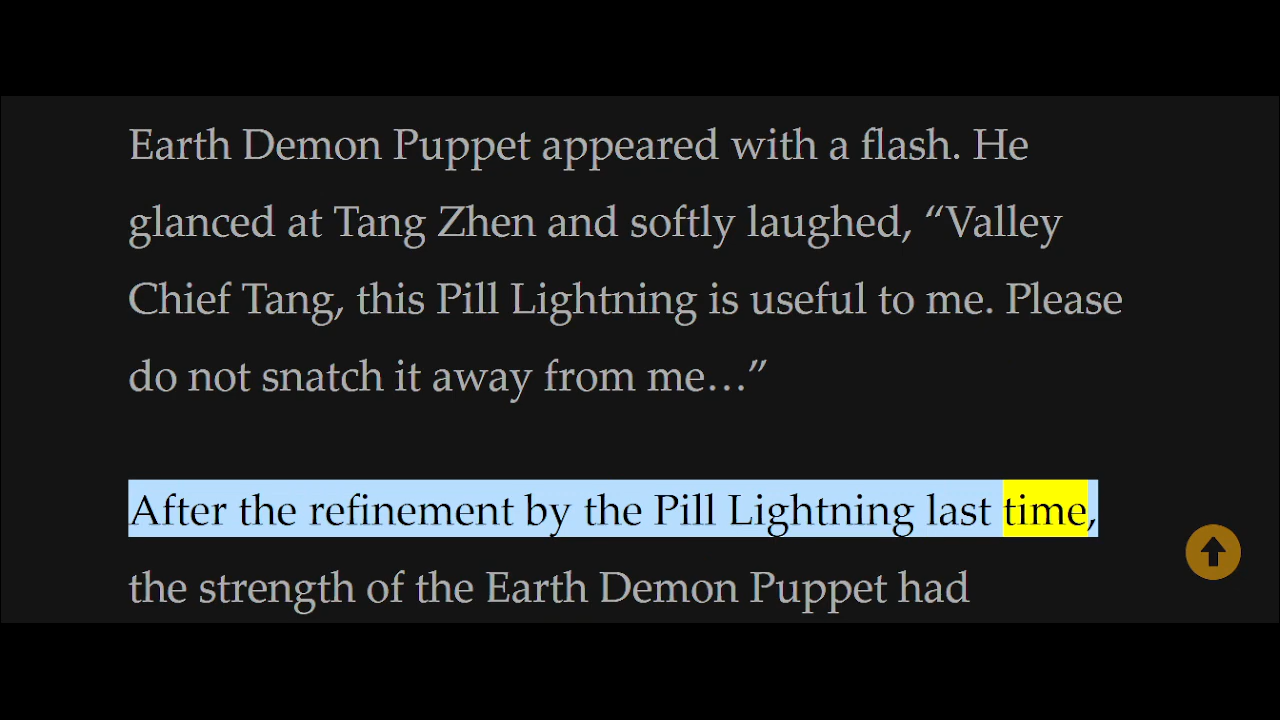 Earth Demon Puppet appeared with a flash. He
glanced at Tang Zhen and softly laughed, “Valley
Chief Tang, this Pill Lightning is useful to me. Please
do not snatch it away from me…”
After the refinement by the Pill Lightning last time,
the strength of the Earth Demon Puppet had